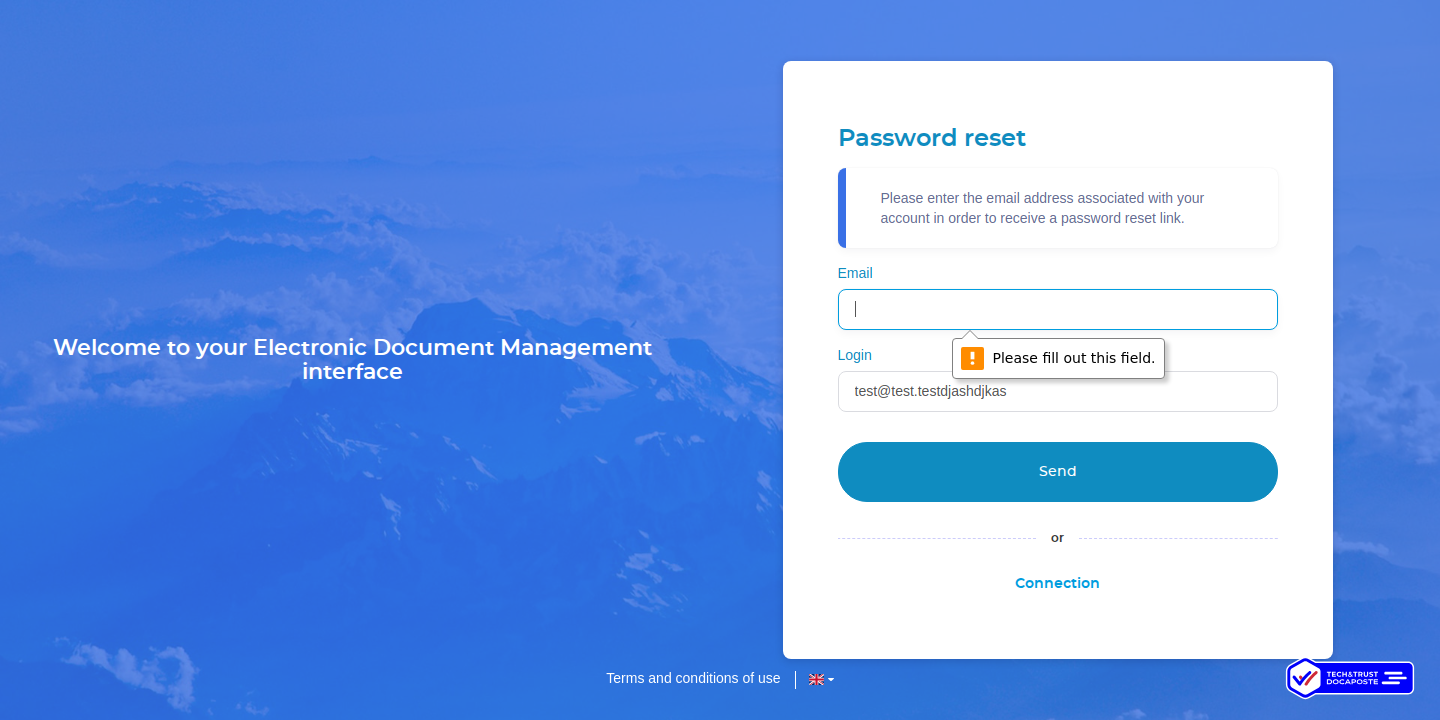 Welcome to your Electronic Document Management
interface
Password reset
Please enter the email address associated with your
account in order to receive a password reset link.
Email
Please fill out this field.
Login
test@test.testdjashdjkas
Send
or
Connection
Terms and conditions of use
TECH&TRUST
DOCAPOSTE